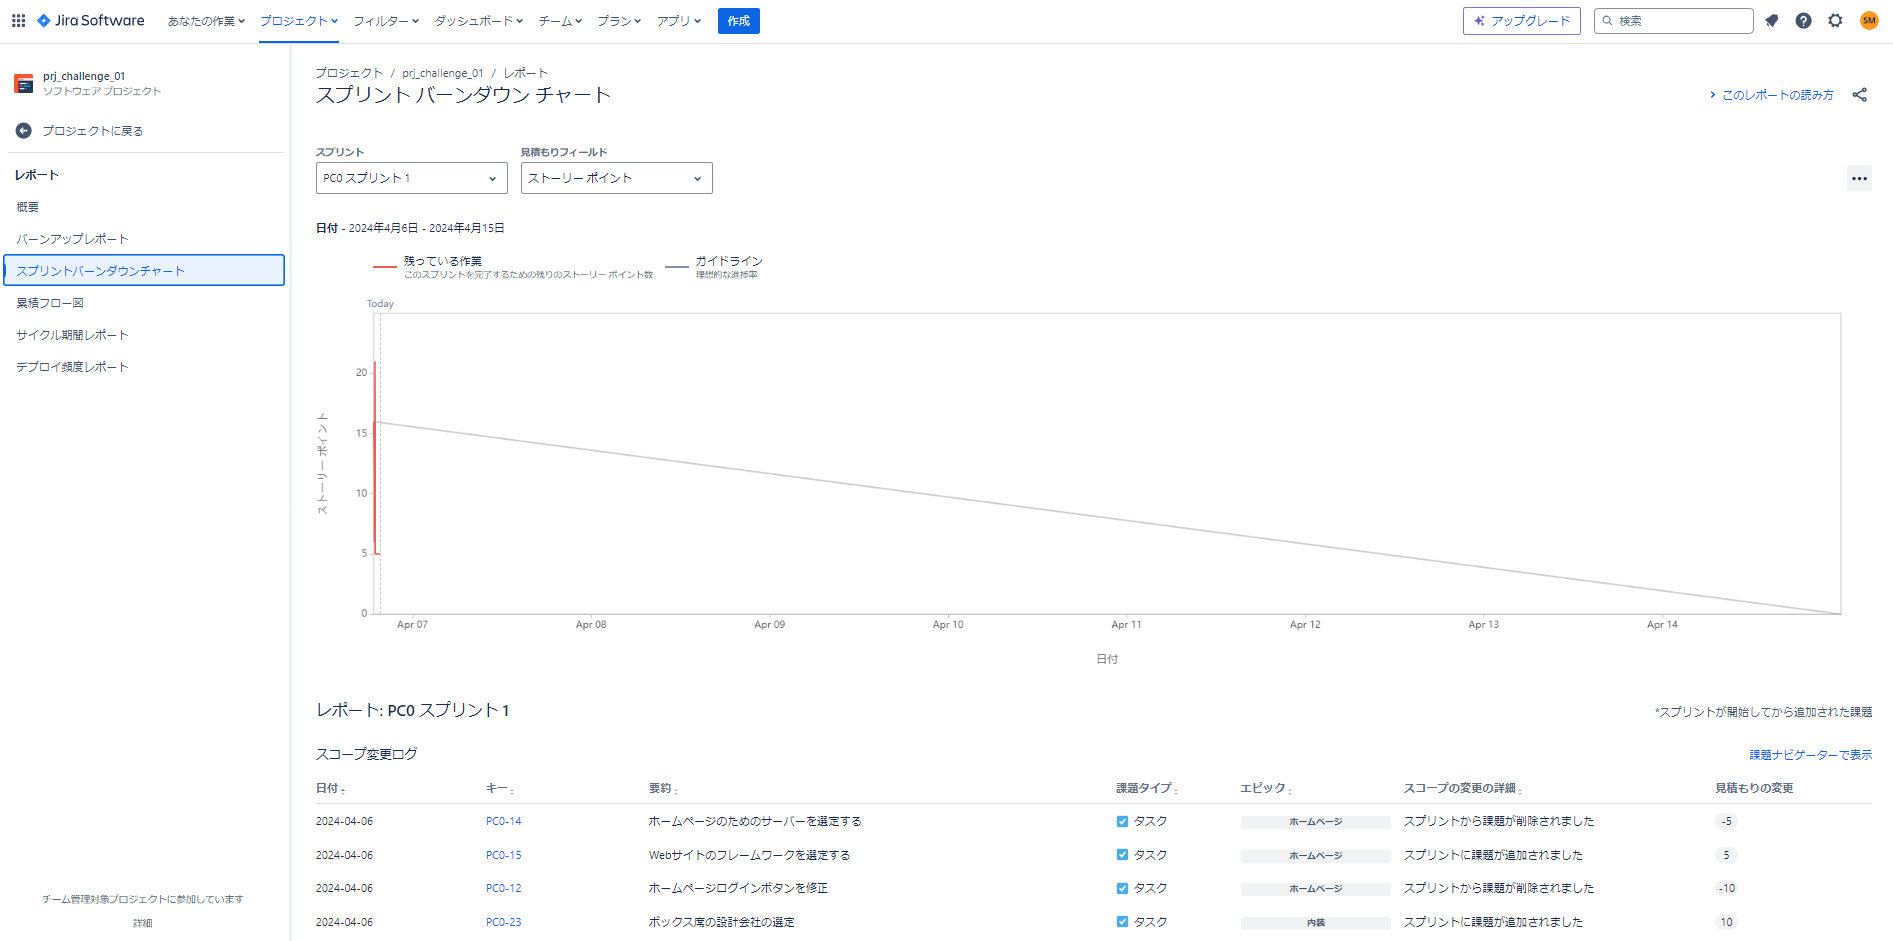 Jira Software あなたの作業 プロジェクト フィルター ダッシュボード チーム プラン アプリ 作成 アップグレード 検索 SM
prj_challenge_01
ソフトウェア プロジェクト
プロジェクトに戻る
レポート
概要
バーンアップレポート
スプリントバーンダウンチャート
累積フロー図
サイクル期間レポート
デプロイ頻度レポート
チーム管理対象プロジェクトに参加しています
詳細
プロジェクト / prj_challenge_01 / レポート
スプリント バーンダウン チャート
このレポートの読み方
スプリント 見積もりフィールド
PC0 スプリント 1 ストーリー ポイント
日付 - 2024年4月6日 - 2024年4月15日
残っている作業 ガイドライン
このスプリントを完了するための残りのストーリー ポイント数 理想的な進捗率
Today
20
15
10
5
0
ストーリー ポイント
Apr 07 Apr 08 Apr 09 Apr 10 Apr 11 Apr 12 Apr 13 Apr 14
日付
レポート: PC0 スプリント 1
*スプリントが開始してから追加された課題
スコープ変更ログ
課題ナビゲーターで表示
日付 キー 要約 課題タイプ エピック スコープの変更の詳細 見積もりの変更
2024-04-06 PC0-14 ホームページのためのサーバーを選定する タスク ホームページ スプリントから課題が削除されました -5
2024-04-06 PC0-15 Webサイトのフレームワークを選定する タスク ホームページ スプリントに課題が追加されました 5
2024-04-06 PC0-12 ホームページログインボタンを修正 タスク ホームページ スプリントから課題が削除されました -10
2024-04-06 PC0-23 ボックス席の設計会社の選定 タスク 内装 スプリントに課題が追加されました 10